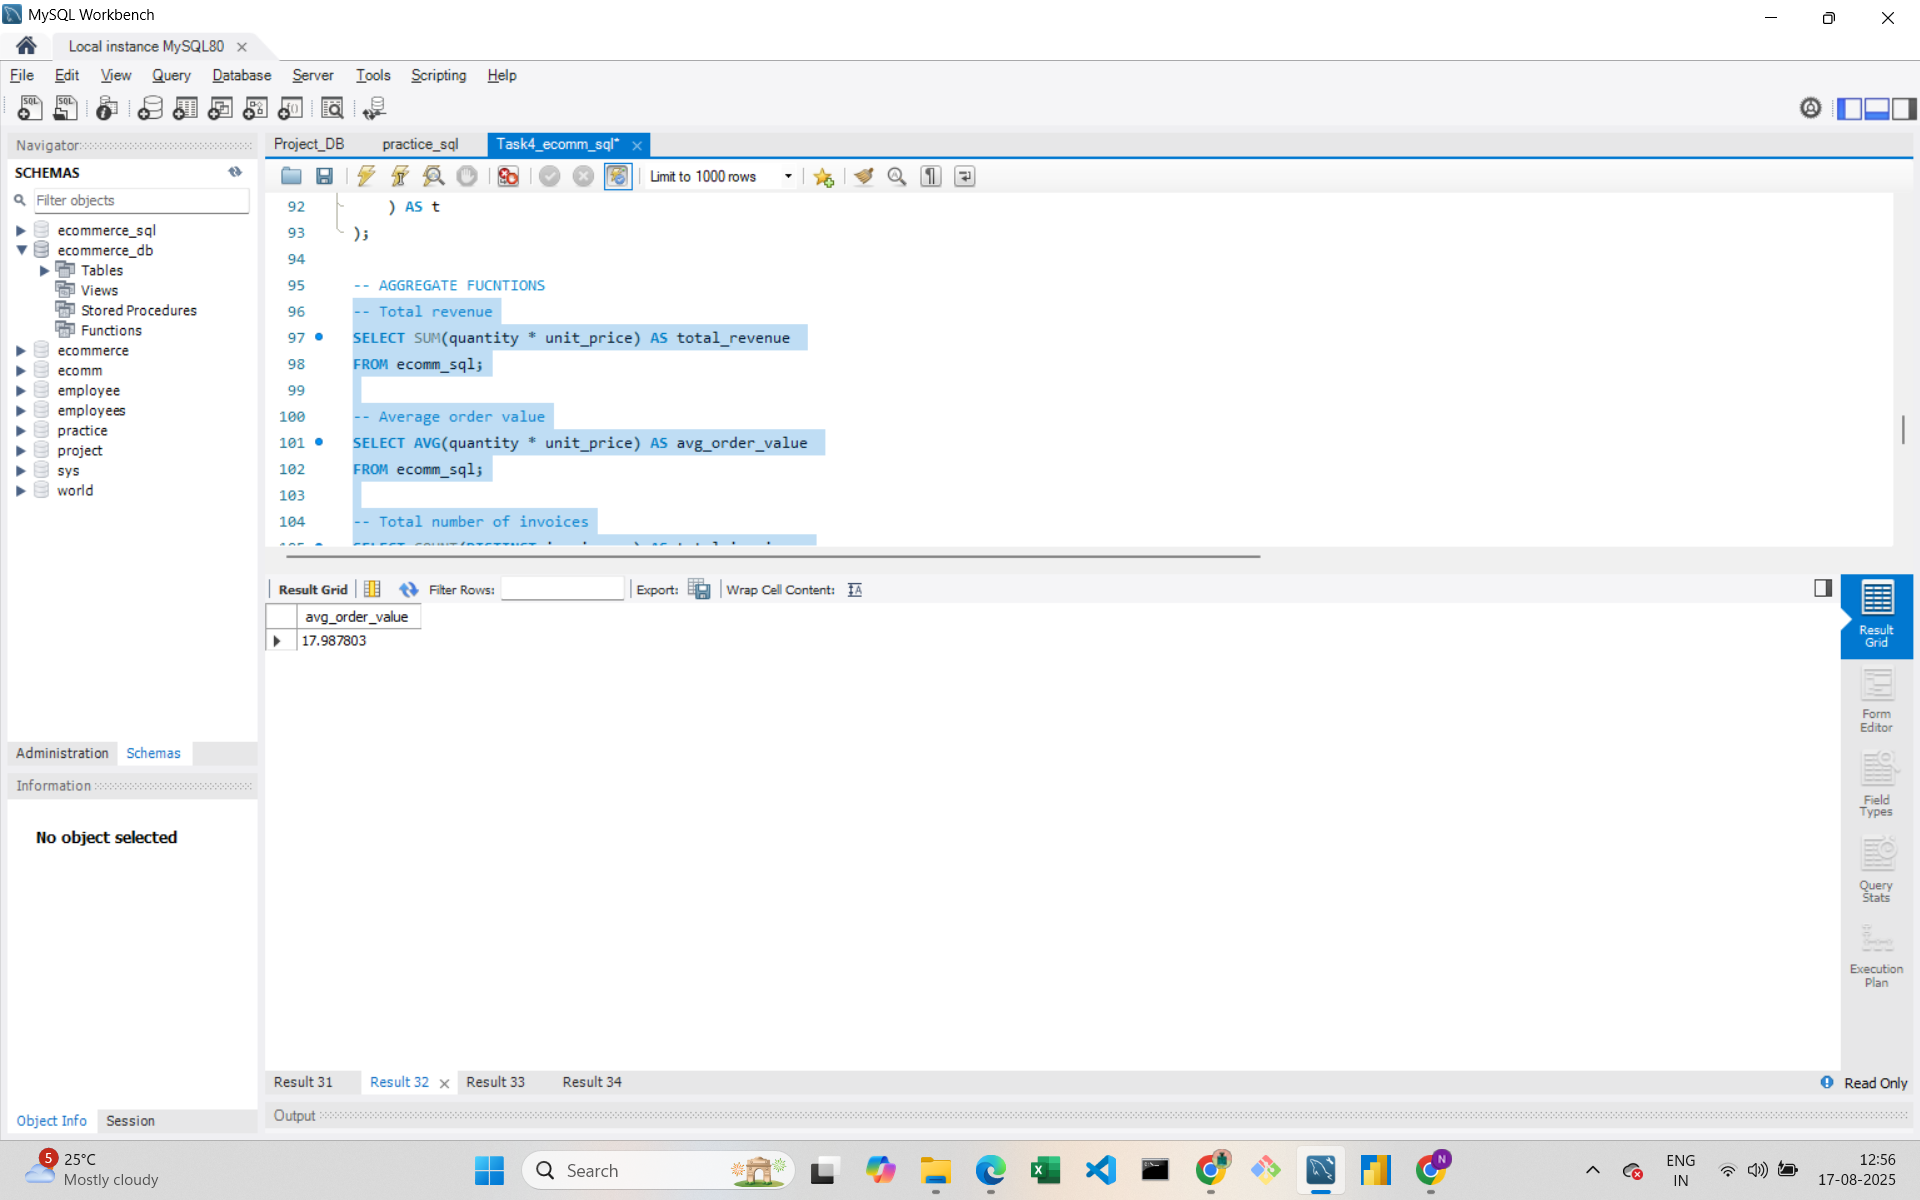 MySQL Workbench
Local instance MySQL80
File Edit View Query Database Server Tools Scripting Help
Navigator
SCHEMAS
Filter objects
ecommerce_sql
ecommerce_db
Tables
Views
Stored Procedures
Functions
ecommerce
ecomm
employee
employees
practice
project
sys
world
Administration Schemas
Information
No object selected
Object Info Session
Project_DB practice_sql Task4_ecomm_sql*
Limit to 1000 rows
92 ) AS t
93 );
94
95 -- AGGREGATE FUCNTIONS
96 -- Total revenue
97 SELECT SUM(quantity * unit_price) AS total_revenue
98 FROM ecomm_sql;
99
100 -- Average order value
101 SELECT AVG(quantity * unit_price) AS avg_order_value
102 FROM ecomm_sql;
103
104 -- Total number of invoices
Result Grid Filter Rows: Export: Wrap Cell Content:
avg_order_value
17.987803
Result Grid
Form Editor
Field Types
Query Stats
Execution Plan
Result 31 Result 32 Result 33 Result 34
Read Only
Output
5
25°C
Mostly cloudy
Search
N
ENG
IN
12:56
17-08-2025